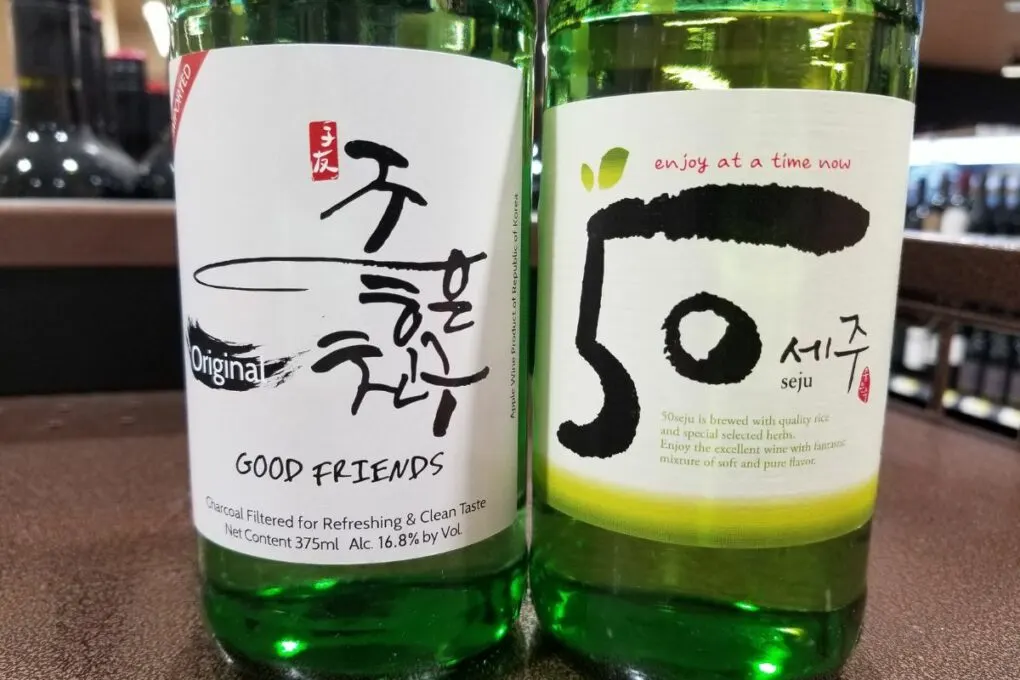 IMPORTED
子友
주
흔
친구
Original
GOOD FRIENDS
Charcoal Filtered for Refreshing & Clean Taste
Net Content 375ml Alc. 16.8% by Vol.
Apple Wine Product of Republic of Korea
enjoy at a time now
50
세주
seju
50seju is brewed with quality rice
and special selected herbs.
Enjoy the excellent wine with fantastic
mixture of soft and pure flavor.